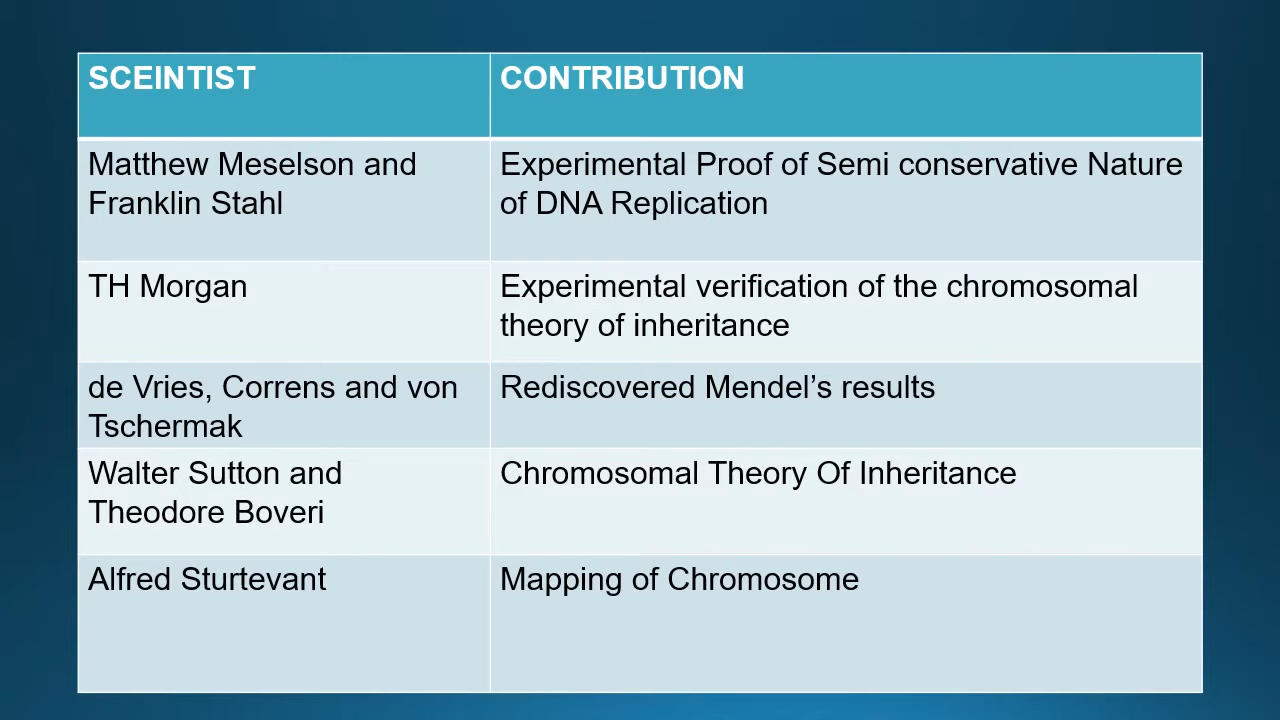 SCEINTIST
CONTRIBUTION
Matthew Meselson and
Franklin Stahl
Experimental Proof of Semi conservative Nature
of DNA Replication
TH Morgan
Experimental verification of the chromosomal
theory of inheritance
de Vries, Correns and von
Tschermak
Rediscovered Mendel’s results
Walter Sutton and
Theodore Boveri
Chromosomal Theory Of Inheritance
Alfred Sturtevant
Mapping of Chromosome